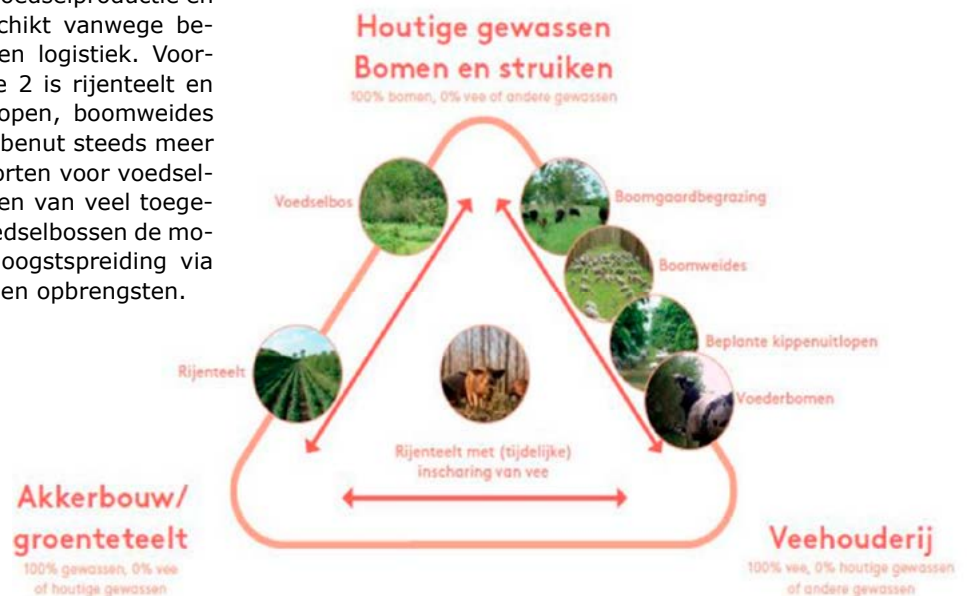 oedselproductie en
chikt vanwege be-
en logistiek. Voor-
e 2 is rijenteelt en
open, boomweides
benut steeds meer
orten voor voedsel-
en van veel toege-
edselbossen de mo-
oogstspreiding via
en opbrengsten.
Houtige gewassen
Bomen en struiken
100% bomen, 0% vee of andere gewassen
Voedselbos
Boomgaardbegrazing
Boomweides
Beplante kippenuitlopen
Rijenteelt
Voederbomen
Rijenteelt met (tijdelijke)
inscharing van vee
Akkerbouw/
groenteteelt
100% gewassen, 0% vee
of houtige gewassen
Veehouderij
100% vee, 0% houtige gewassen
of andere gewassen